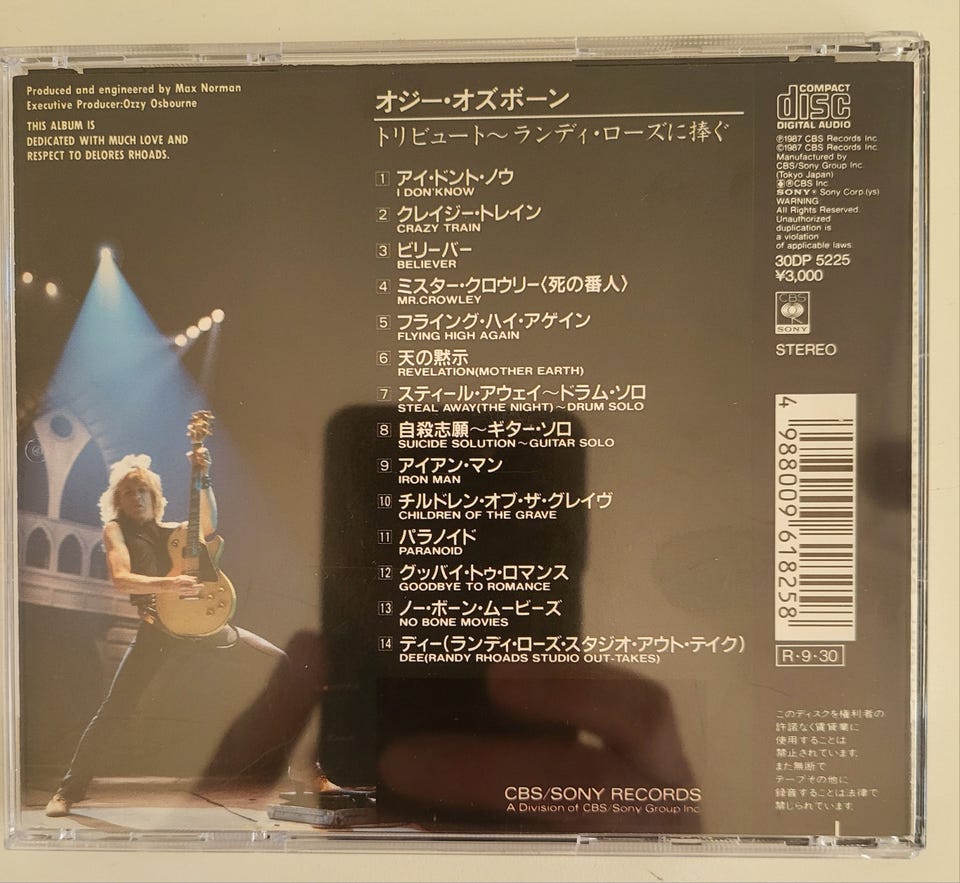 Produced and engineered by Max Norman
Executive Producer:Ozzy Osbourne
THIS ALBUM IS
DEDICATED WITH MUCH LOVE AND
RESPECT TO DELORES RHOADS.
オジー・オズボーン
トリビュート〜ランディ・ローズに捧ぐ
1 アイ・ドント・ノウ
I DON'KNOW
2 クレイジー・トレイン
CRAZY TRAIN
3 ビリーバー
BELIEVER
4 ミスター・クロウリー〈死の番人〉
MR.CROWLEY
5 フライング・ハイ・アゲイン
FLYING HIGH AGAIN
6 天の黙示
REVELATION(MOTHER EARTH)
7 スティール・アウェイ〜ドラム・ソロ
STEAL AWAY(THE NIGHT)~DRUM SOLO
8 自殺志願〜ギター・ソロ
SUICIDE SOLUTION~GUITAR SOLO
9 アイアン・マン
IRON MAN
10 チルドレン・オブ・ザ・グレイヴ
CHILDREN OF THE GRAVE
11 パラノイド
PARANOID
12 グッバイ・トゥ・ロマンス
GOODBYE TO ROMANCE
13 ノー・ボーン・ムービーズ
NO BONE MOVIES
14 ディー(ランディ・ローズ・スタジオ・アウト・テイク)
DEE(RANDY RHOADS STUDIO OUT-TAKES)
CBS/SONY RECORDS
A Division of CBS/Sony Group Inc.
COMPACT
disc
DIGITAL AUDIO
℗1987 CBS Records Inc.
©1987 CBS Records Inc.
Manufactured by
CBS/Sony Group Inc.
(Tokyo Japan)
®CBS Inc.
SONY® Sony Corp.(ys)
WARNING
All Rights Reserved.
Unauthorized
duplication is
a violation
of applicable laws.
30DP 5225
¥3,000
CBS
SONY
STEREO
4 988009 618258
R・9・30
このディスクを権利者の
許諾なく賃貸業に
使用することは
禁止されています。
また無断で
テープその他に
録音することは法律で
禁じられています。